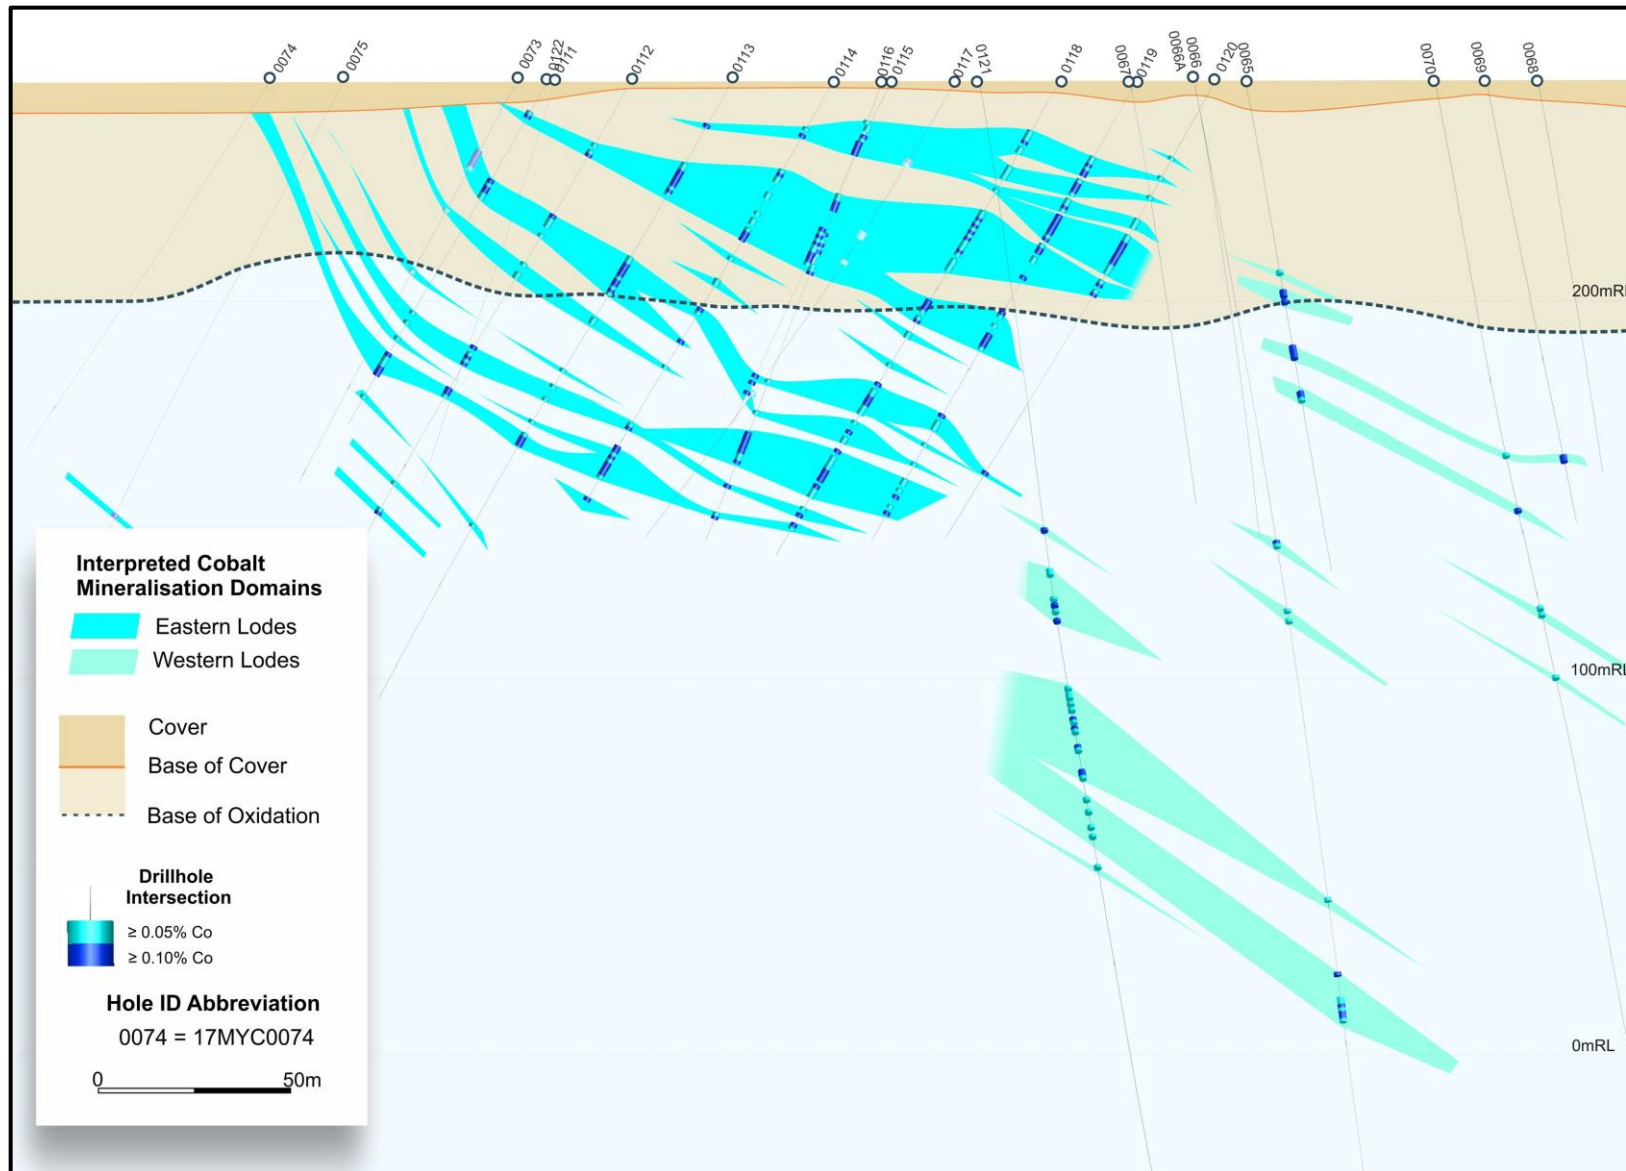 0074
0075
0073
0122
0111
0112
0113
0114
0116
0115
0117
0121
0118
0067
0119
0066A
0066
0120
0065
0070
0069
0068
200mRL
100mRL
0mRL
Interpreted Cobalt
Mineralisation Domains
Eastern Lodes
Western Lodes
Cover
Base of Cover
Base of Oxidation
Drillhole
Intersection
≥ 0.05% Co
≥ 0.10% Co
Hole ID Abbreviation
0074 = 17MYC0074
0 50m